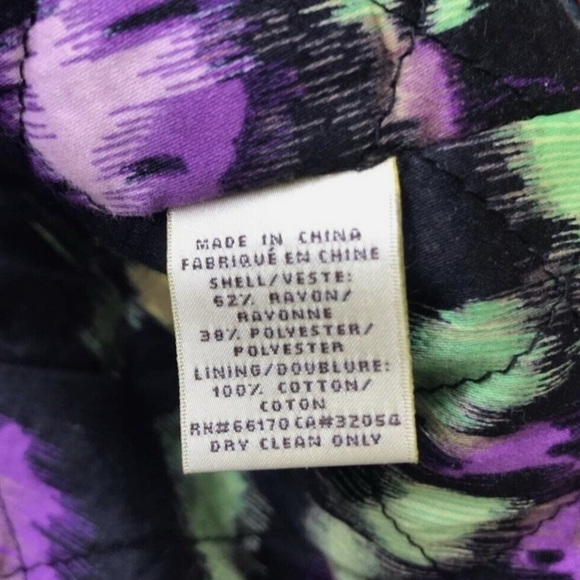 MADE IN CHINA
FABRIQUÉ EN CHINE
SHELL/VESTE:
62% RAYON/
RAYONNE
38% POLYESTER/
POLYESTER
LINING/DOUBLURE:
100% COTTON/
COTON
RN#66170 CA#32054
DRY CLEAN ONLY